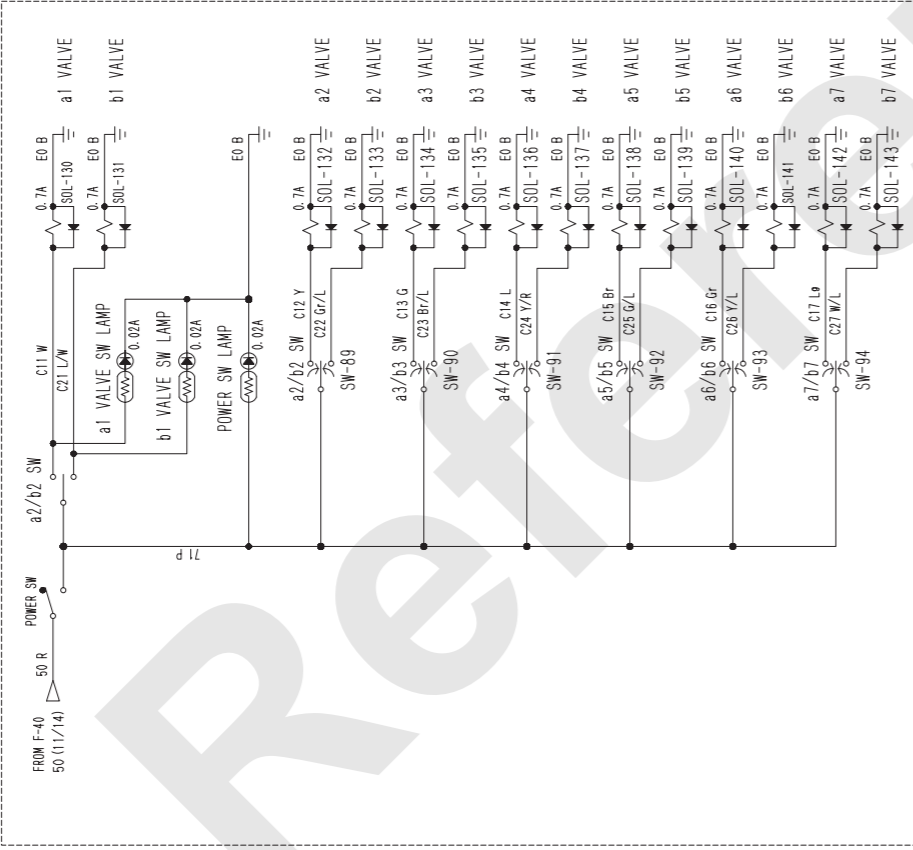 FROM F-40
50 (11/14)
50 R
POWER SW
a2/b2 SW
71 P
C11 W
C21 L/W
0.7A
E0 B
SOL-130
a1 VALVE
0.7A
E0 B
SOL-131
b1 VALVE
a1 VALVE SW LAMP
0.02A
b1 VALVE SW LAMP
0.02A
POWER SW LAMP
0.02A
E0 B
a2/b2 SW
SW-89
C12 Y
C22 Gr/L
0.7A
E0 B
SOL-132
a2 VALVE
0.7A
E0 B
SOL-133
b2 VALVE
a3/b3 SW
SW-90
C13 G
C23 Br/L
0.7A
E0 B
SOL-134
a3 VALVE
0.7A
E0 B
SOL-135
b3 VALVE
a4/b4 SW
SW-91
C14 L
C24 Y/R
0.7A
E0 B
SOL-136
a4 VALVE
0.7A
E0 B
SOL-137
b4 VALVE
a5/b5 SW
SW-92
C15 Br
C25 G/L
0.7A
E0 B
SOL-138
a5 VALVE
0.7A
E0 B
SOL-139
b5 VALVE
a6/b6 SW
SW-93
C16 Gr
C26 Y/L
0.7A
E0 B
SOL-140
a6 VALVE
0.7A
E0 B
SOL-141
b6 VALVE
a7/b7 SW
SW-94
C17 Lg
C27 W/L
0.7A
E0 B
SOL-142
a7 VALVE
0.7A
E0 B
SOL-143
b7 VALVE
Refere